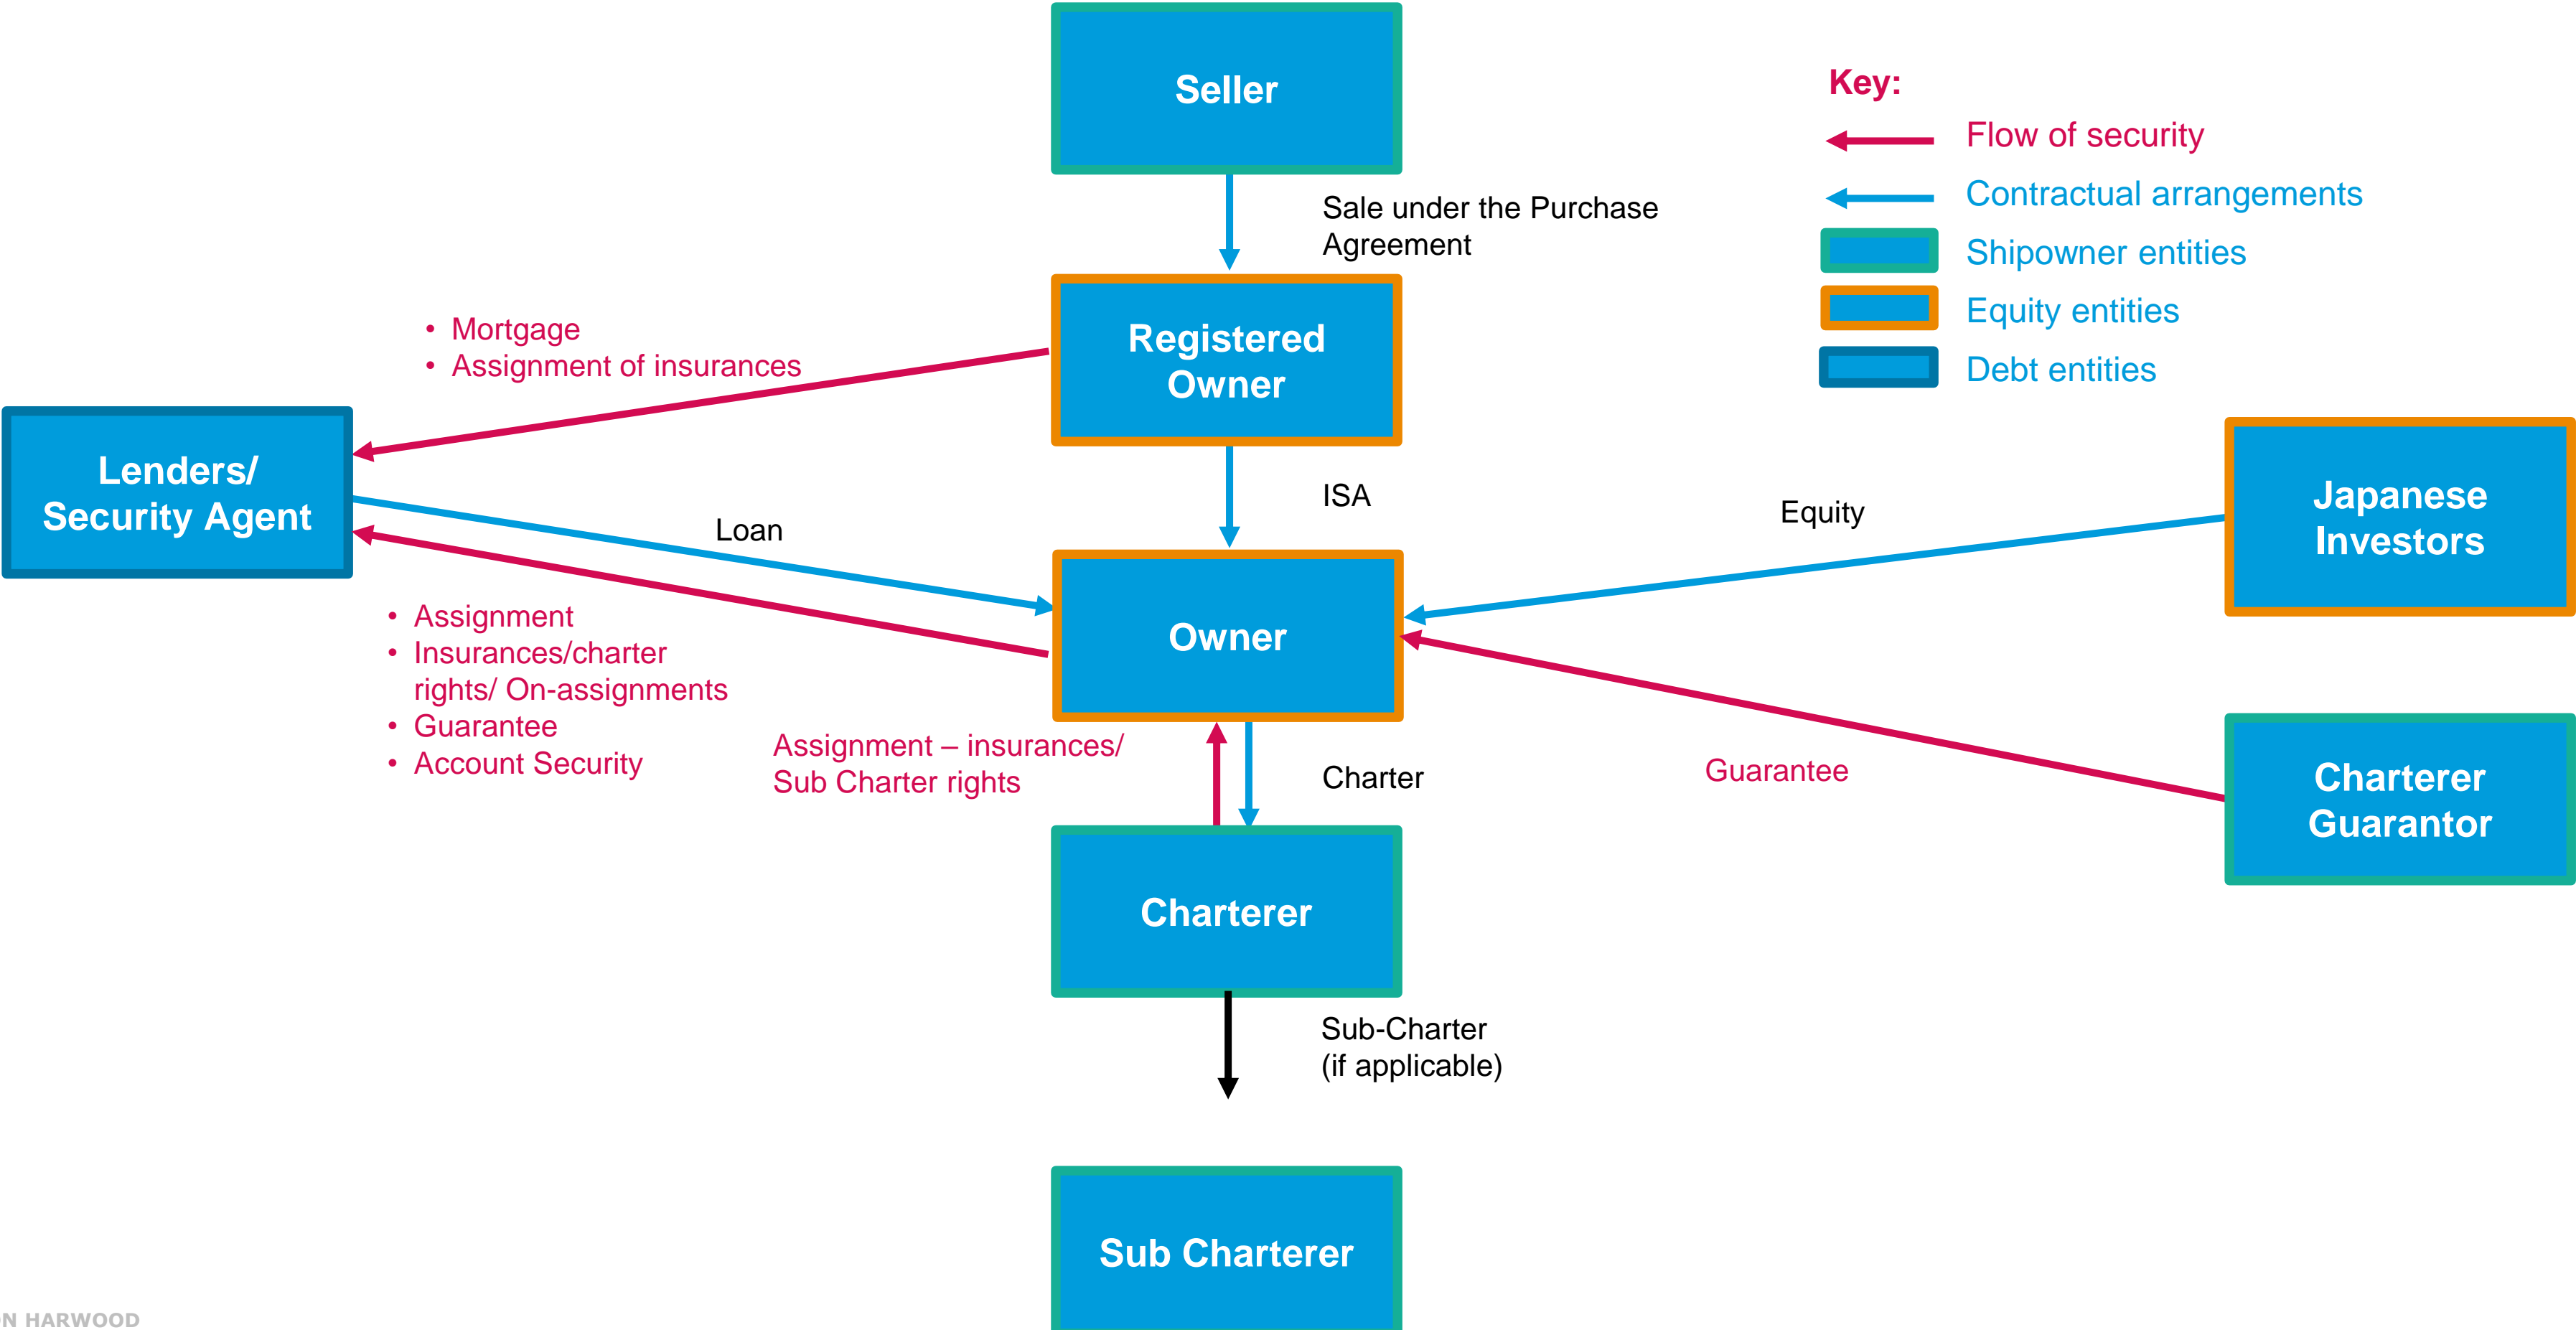 Seller
Key:
Flow of security
Contractual arrangements
Shipowner entities
Equity entities
Debt entities
Sale under the Purchase
Agreement
• Mortgage
• Assignment of insurances
Registered
Owner
Lenders/
Security Agent
ISA
Loan
Equity
Japanese
Investors
• Assignment
• Insurances/charter
rights/ On-assignments
• Guarantee
• Account Security
Owner
Assignment – insurances/
Sub Charter rights
Charter
Guarantee
Charterer
Guarantor
Charterer
Sub-Charter
(if applicable)
Sub Charterer
N HARWOOD